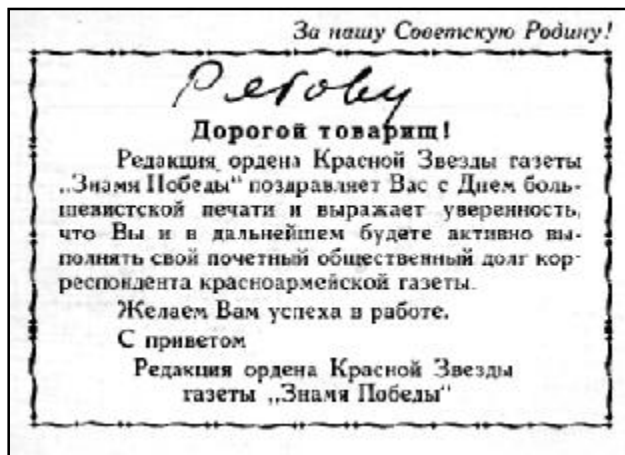 За нашу Советскую Родину!
Дорогой товарищ!
Редакция ордена Красной Звезды газеты
„Знамя Победы“ поздравляет Вас с Днем боль-
шевистской печати и выражает уверенность,
что Вы и в дальнейшем будете активно вы-
полнять свой почетный общественный долг кор-
респондента красноармейской газеты.
Желаем Вам успеха в работе.
С приветом
Редакция ордена Красной Звезды
газеты „Знамя Победы“